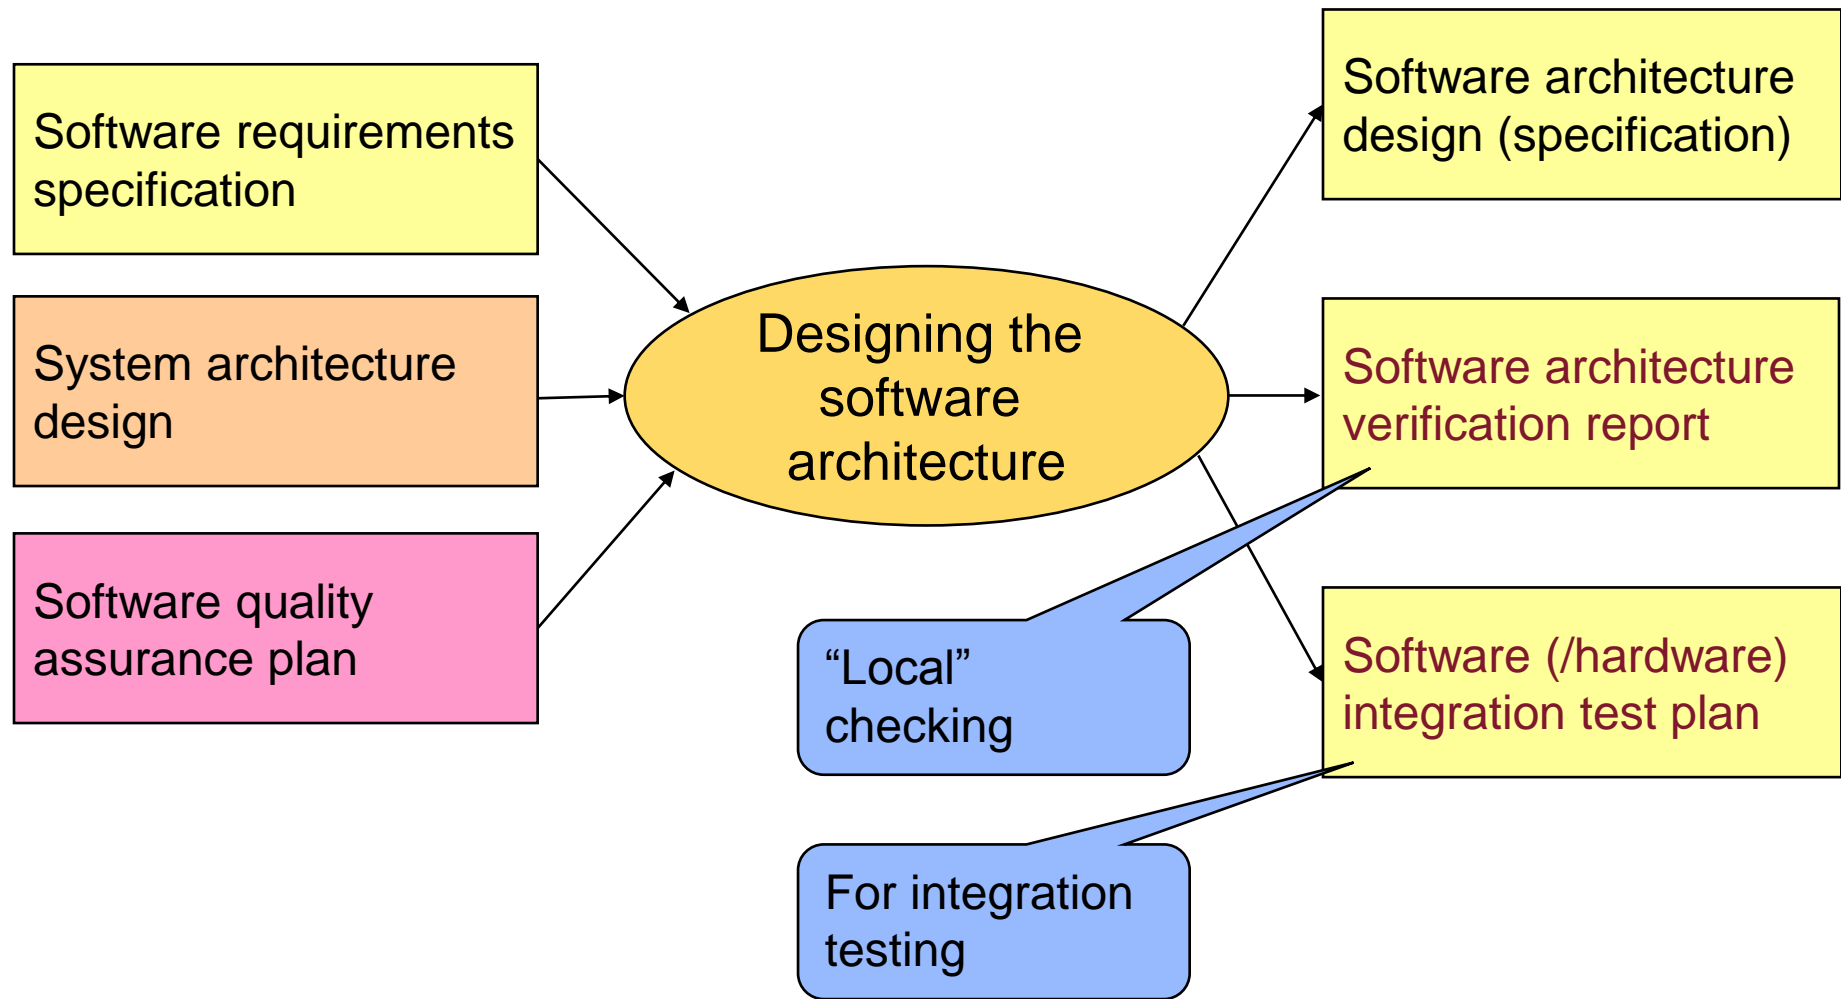 Software requirements
specification
System architecture
design
Software quality
assurance plan
Designing the
software
architecture
Software architecture
design (specification)
Software architecture
verification report
Software (/hardware)
integration test plan
“Local”
checking
For integration
testing